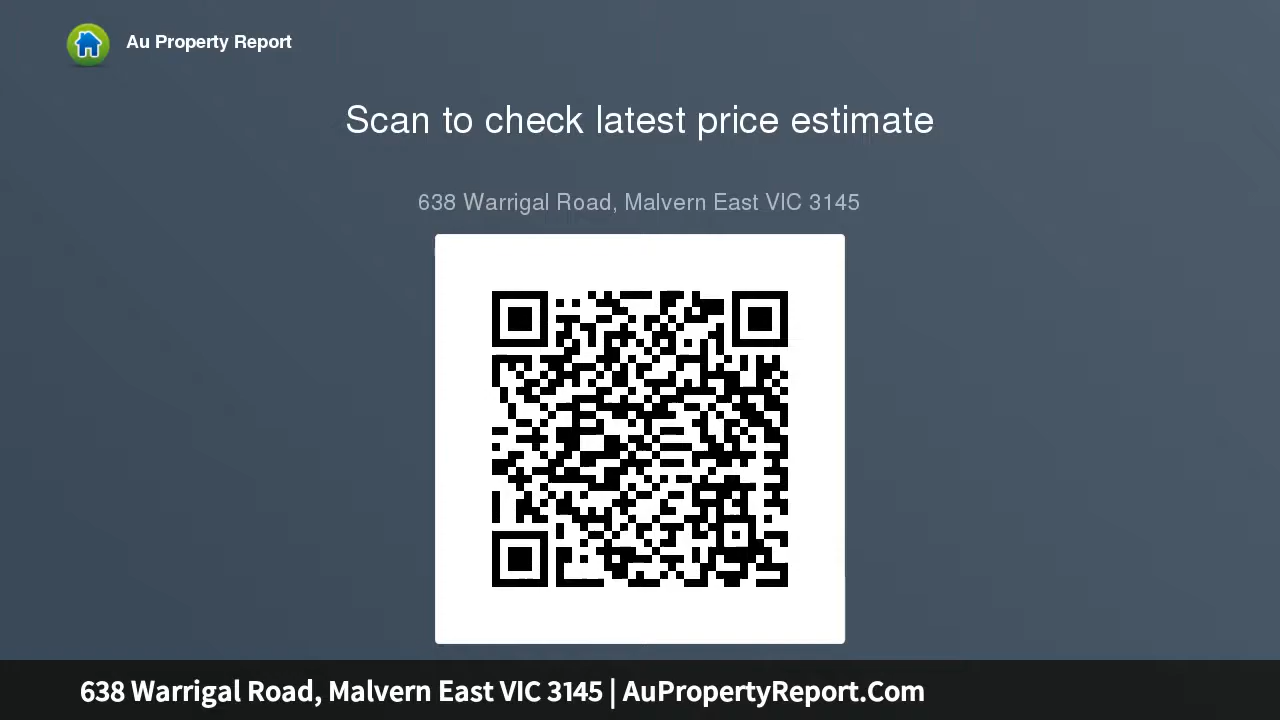 Au Property Report
Scan to check latest price estimate
638 Warrigal Road, Malvern East VIC 3145
638 Warrigal Road, Malvern East VIC 3145 | AuPropertyReport.Com